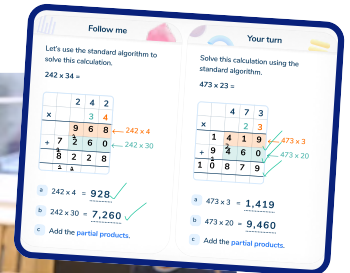 Follow me
Let's use the standard algorithm to
solve this calculation.
242 x 34 =
2 4 2
x 3 4
9 6 8 ← 242 x 4
+ 7 2 6 0 ← 242 x 30
8 2 2 8
1 1
a 242 x 4 = 928
b 242 x 30 = 7,260
c Add the partial products.
Your turn
Solve this calculation using the
standard algorithm.
473 x 23 =
4 7 3
x 2 3
1 4 1 9 ← 473 x 3
+ 9 4 6 0 ← 473 x 20
1 0 8 7 9
a 473 x 3 = 1,419
b 473 x 20 = 9,460
c Add the partial products.